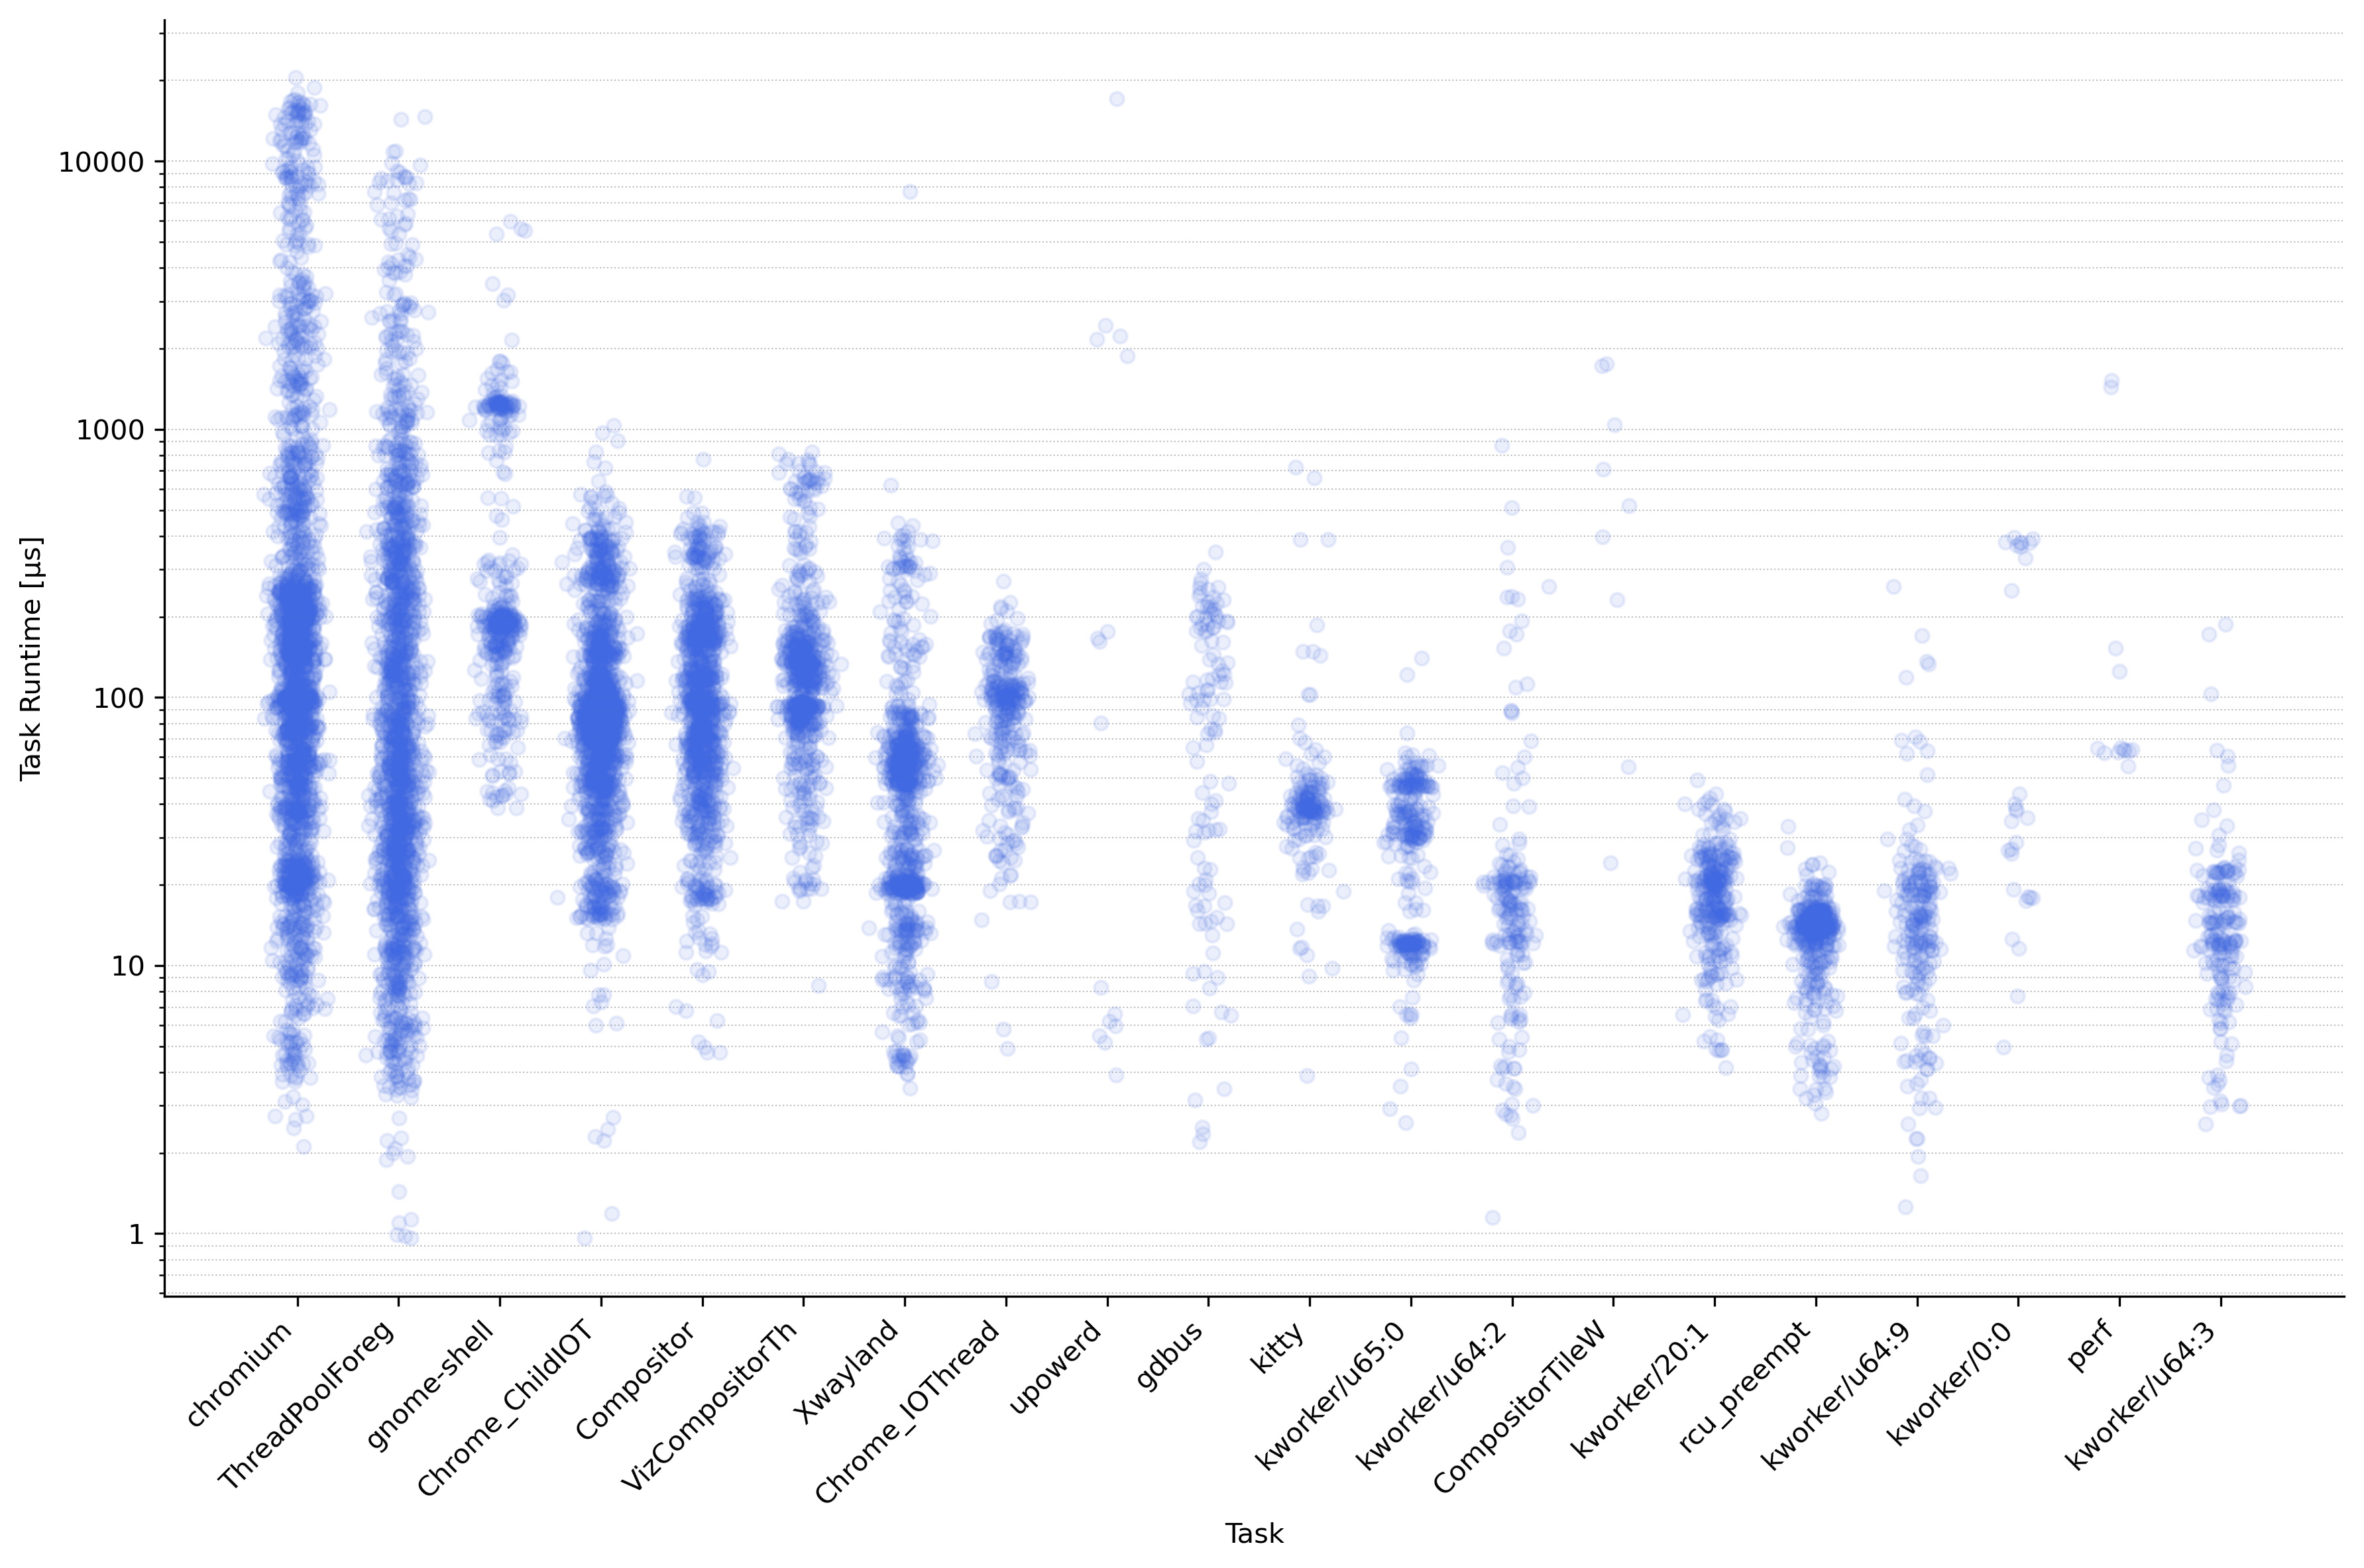 10000
1000
100
10
1
Task Runtime [µs]
chromium
ThreadPoolForeg
gnome-shell
Chrome_ChildIOT
Compositor
VizCompositorTh
Xwayland
Chrome_IOThread
upowerd
gdbus
kitty
kworker/u65:0
kworker/u64:2
CompositorTileW
kworker/20:1
rcu_preempt
kworker/u64:9
kworker/0:0
perf
kworker/u64:3
Task